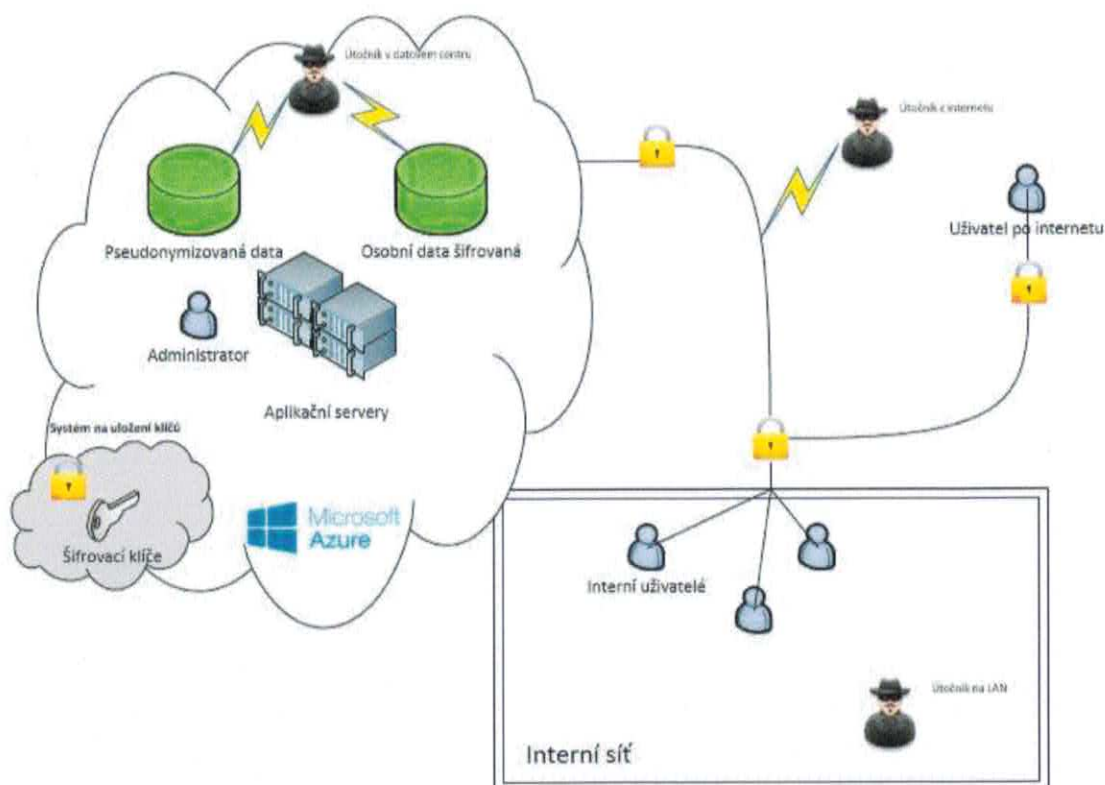 Útočník v datovém centru
Útočník z internetu
Uživatel po internetu
Pseudonymizovaná data
Osobní data šifrovaná
Administrator
Aplikační servery
Systém na uložení klíčů
Šifrovací klíče
Microsoft
Azure
Interní uživatelé
Útočník na LAN
Interní síť